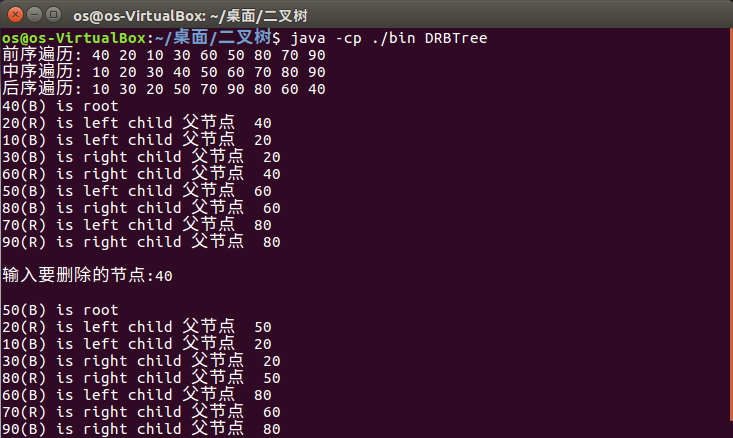 os@os-VirtualBox: ~/桌面/二叉树
os@os-VirtualBox:~/桌面/二叉树$ java -cp ./bin DRBTree
前序遍历: 40 20 10 30 60 50 80 70 90
中序遍历: 10 20 30 40 50 60 70 80 90
后序遍历: 10 30 20 50 70 90 80 60 40
40(B) is root
20(R) is left child 父节点  40
10(B) is left child 父节点  20
30(B) is right child 父节点  20
60(R) is right child 父节点  40
50(B) is left child 父节点  60
80(B) is right child 父节点  60
70(R) is left child 父节点  80
90(R) is right child 父节点  80
输入要删除的节点:40
50(B) is root
20(R) is left child 父节点  50
10(B) is left child 父节点  20
30(B) is right child 父节点  20
80(R) is right child 父节点  50
60(B) is left child 父节点  80
70(R) is right child 父节点  60
90(B) is right child 父节点  80